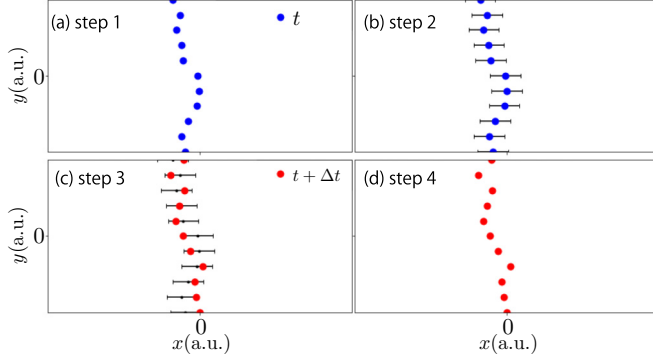 (a) step 1
t
(b) step 2
y(a.u.)
0
(c) step 3
t + Δt
(d) step 4
y(a.u.)
0
0
0
x(a.u.)
x(a.u.)